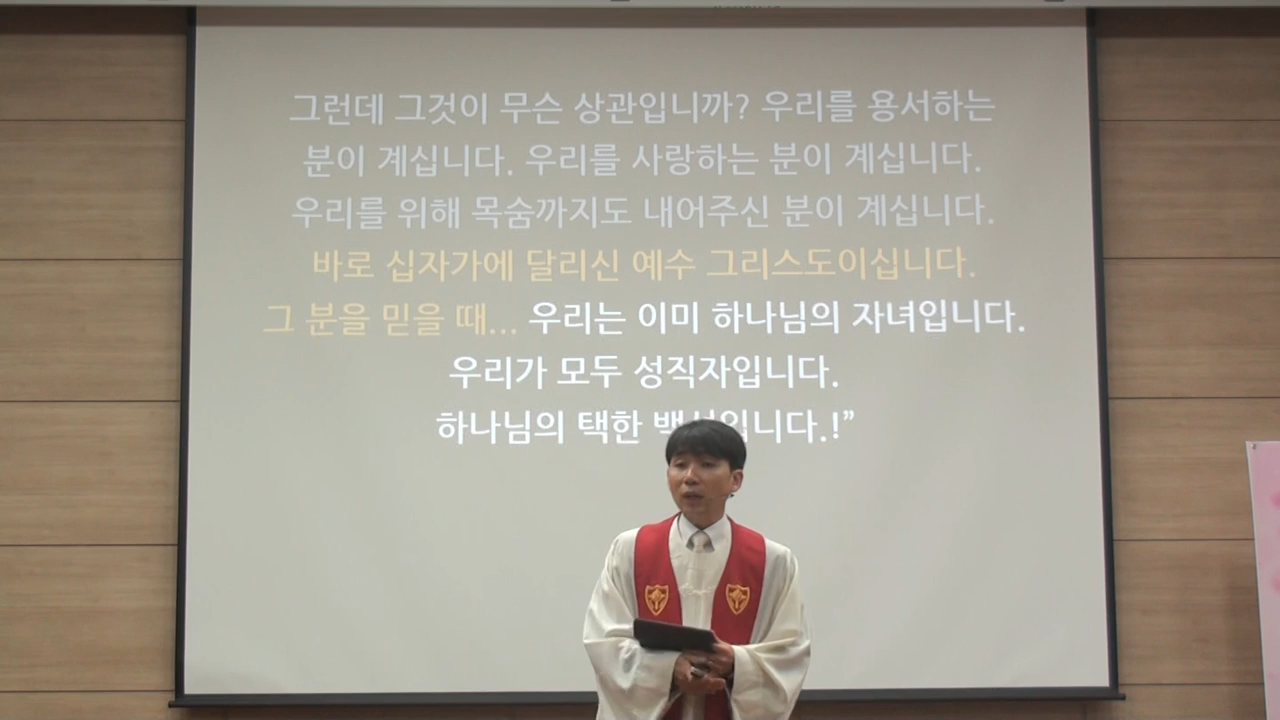 그런데 그것이 무슨 상관입니까? 우리를 용서하는
분이 계십니다. 우리를 사랑하는 분이 계십니다.
우리를 위해 목숨까지도 내어주신 분이 계십니다.
바로 십자가에 달리신 예수 그리스도이십니다.
그 분을 믿을 때... 우리는 이미 하나님의 자녀입니다.
우리가 모두 성직자입니다.
하나님의 택한 백성입니다.!”